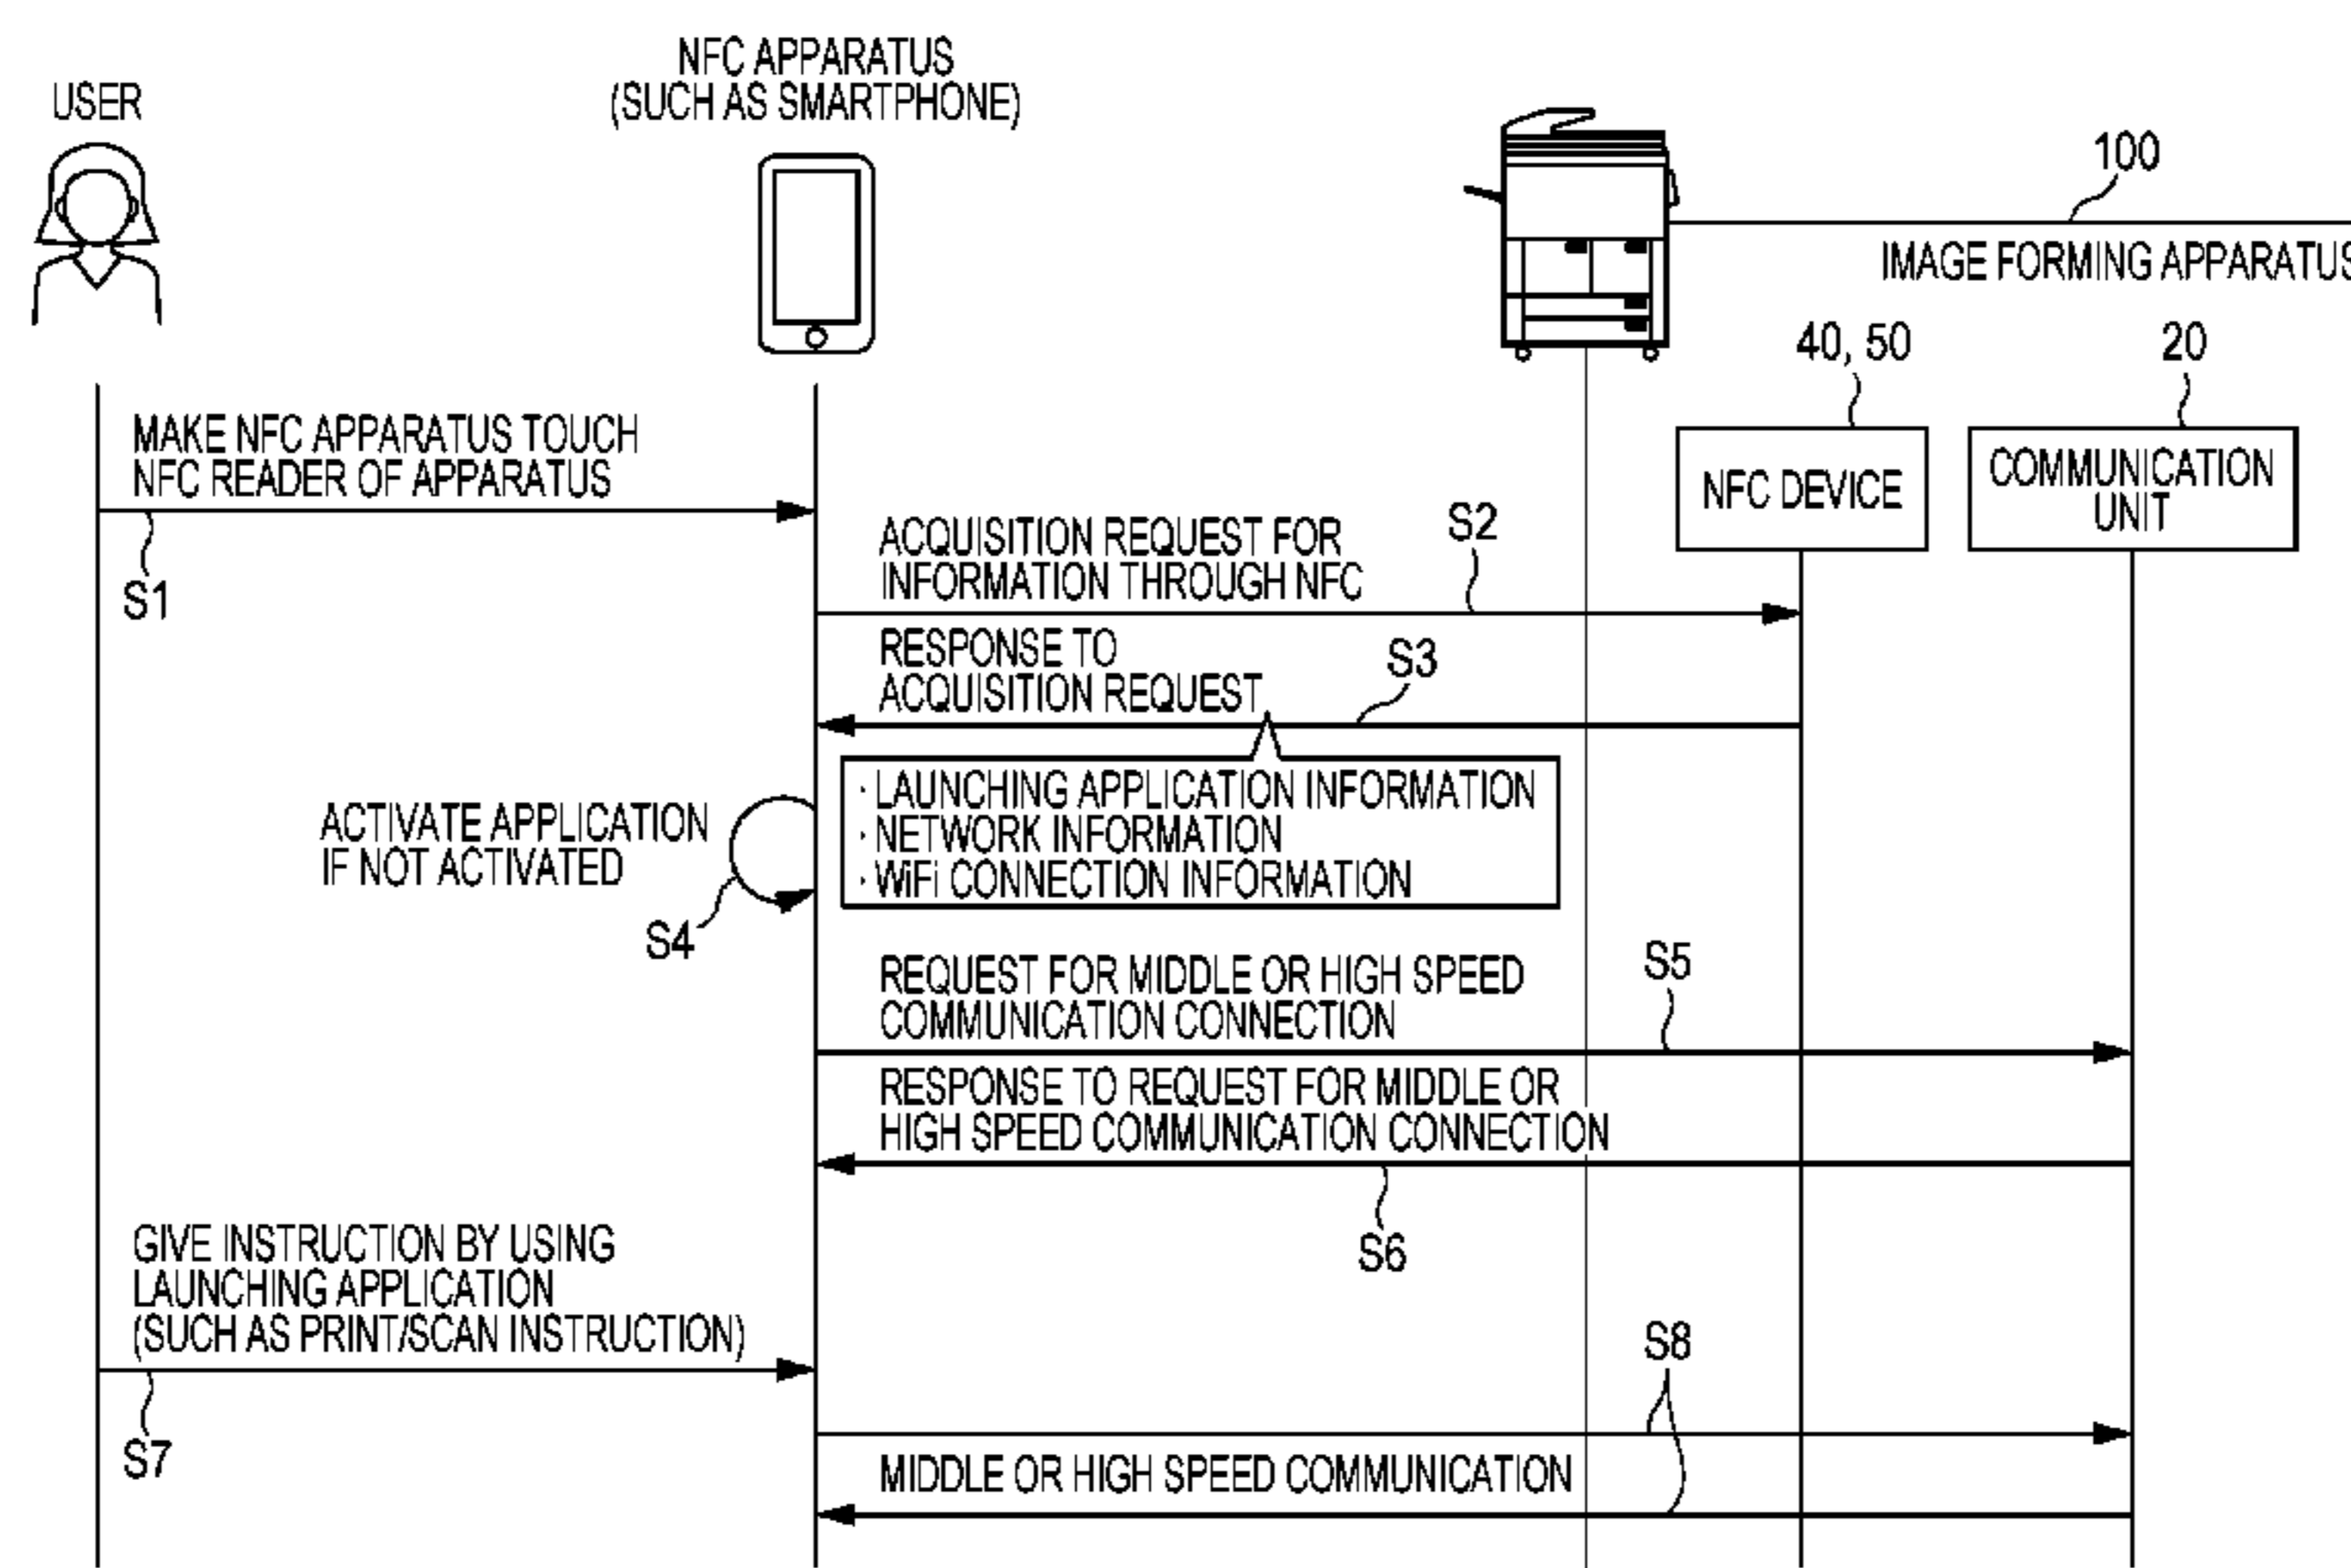 USER
NFC APPARATUS
(SUCH AS SMARTPHONE)
100
IMAGE FORMING APPARATUS
40, 50
20
NFC DEVICE
COMMUNICATION
UNIT
MAKE NFC APPARATUS TOUCH
NFC READER OF APPARATUS
S1
ACQUISITION REQUEST FOR
INFORMATION THROUGH NFC
S2
RESPONSE TO
ACQUISITION REQUEST
S3
· LAUNCHING APPLICATION INFORMATION
· NETWORK INFORMATION
· WiFi CONNECTION INFORMATION
ACTIVATE APPLICATION
IF NOT ACTIVATED
S4
REQUEST FOR MIDDLE OR HIGH SPEED
COMMUNICATION CONNECTION
S5
RESPONSE TO REQUEST FOR MIDDLE OR
HIGH SPEED COMMUNICATION CONNECTION
S6
GIVE INSTRUCTION BY USING
LAUNCHING APPLICATION
(SUCH AS PRINT/SCAN INSTRUCTION)
S7
S8
MIDDLE OR HIGH SPEED COMMUNICATION